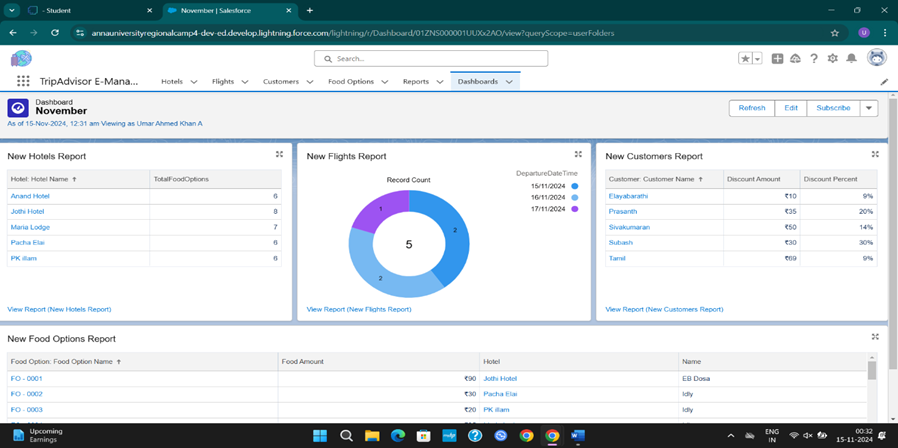 - Student
November | Salesforce
annauniversityregionalcamp4-dev-ed.develop.lightning.force.com/lightning/r/Dashboard/01ZNS000001UUXx2AO/view?queryScope=userFolders
U
Search...
TripAdvisor E-Mana... Hotels Flights Customers Food Options Reports Dashboards
Dashboard
November
As of 15-Nov-2024, 12:31 am Viewing as Umar Ahmed Khan A
Refresh Edit Subscribe
New Hotels Report
Hotel: Hotel Name ↑ TotalFoodOptions
Anand Hotel 6
Jothi Hotel 8
Maria Lodge 7
Pacha Elai 6
PK illam 6
View Report (New Hotels Report)
New Flights Report
Record Count
DepartureDateTime
15/11/2024
16/11/2024
17/11/2024
1
2
5
2
View Report (New Flights Report)
New Customers Report
Customer: Customer Name ↑ Discount Amount Discount Percent
Elayabarathi ₹10 9%
Prasanth ₹35 20%
Sivakumaran ₹50 14%
Subash ₹30 30%
Tamil ₹69 9%
View Report (New Customers Report)
New Food Options Report
Food Option: Food Option Name ↑ Food Amount Hotel Name
FO - 0001 ₹90 Jothi Hotel EB Dosa
FO - 0002 ₹30 Pacha Elai Idly
FO - 0003 ₹20 PK illam Idly
Upcoming
Earnings
ENG
IN
00:32
15-11-2024